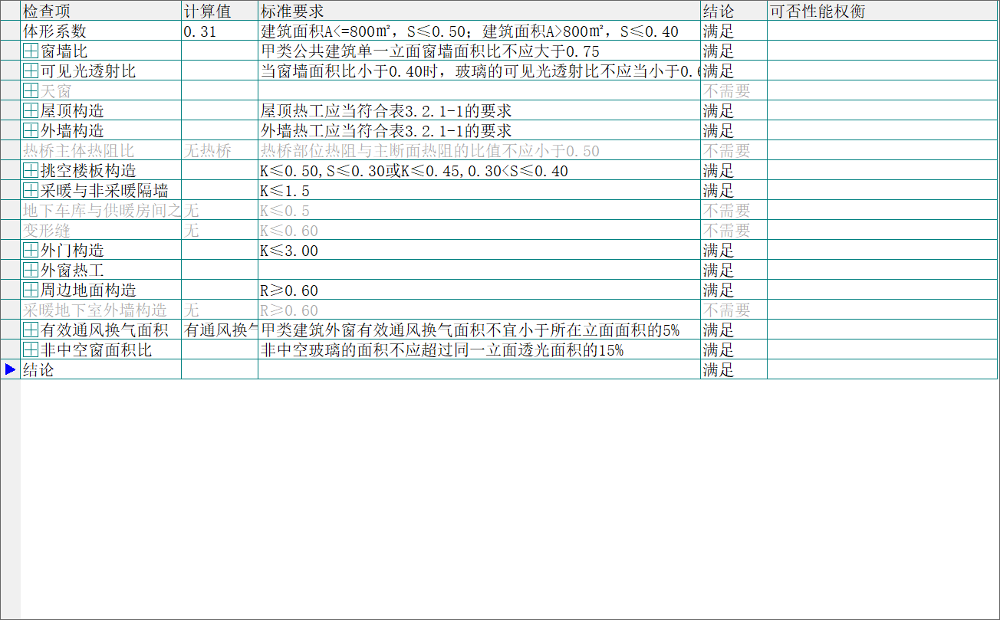 检查项 计算值 标准要求 结论 可否性能权衡
体形系数 0.31 建筑面积A<=800㎡，S≤0.50；建筑面积A>800㎡，S≤0.40 满足
窗墙比 甲类公共建筑单一立面窗墙面积比不应大于0.75 满足
可见光透射比 当窗墙面积比小于0.40时，玻璃的可见光透射比不应当小于0. 满足
天窗 不需要
屋顶构造 屋顶热工应当符合表3.2.1-1的要求 满足
外墙构造 外墙热工应当符合表3.2.1-1的要求 满足
热桥主体热阻比 无热桥 热桥部位热阻与主断面热阻的比值不应小于0.50 不需要
挑空楼板构造 K≤0.50,S≤0.30或K≤0.45,0.30<S≤0.40 满足
采暖与非采暖隔墙 K≤1.5 满足
地下车库与供暖房间之 无 K≤0.5 不需要
变形缝 无 K≤0.60 不需要
外门构造 K≤3.00 满足
外窗热工 满足
周边地面构造 R≥0.60 满足
采暖地下室外墙构造 无 R≥0.60 不需要
有效通风换气面积 有通风换气 甲类建筑外窗有效通风换气面积不宜小于所在立面面积的5% 满足
非中空窗面积比 非中空玻璃的面积不应超过同一立面透光面积的15% 满足
结论 满足